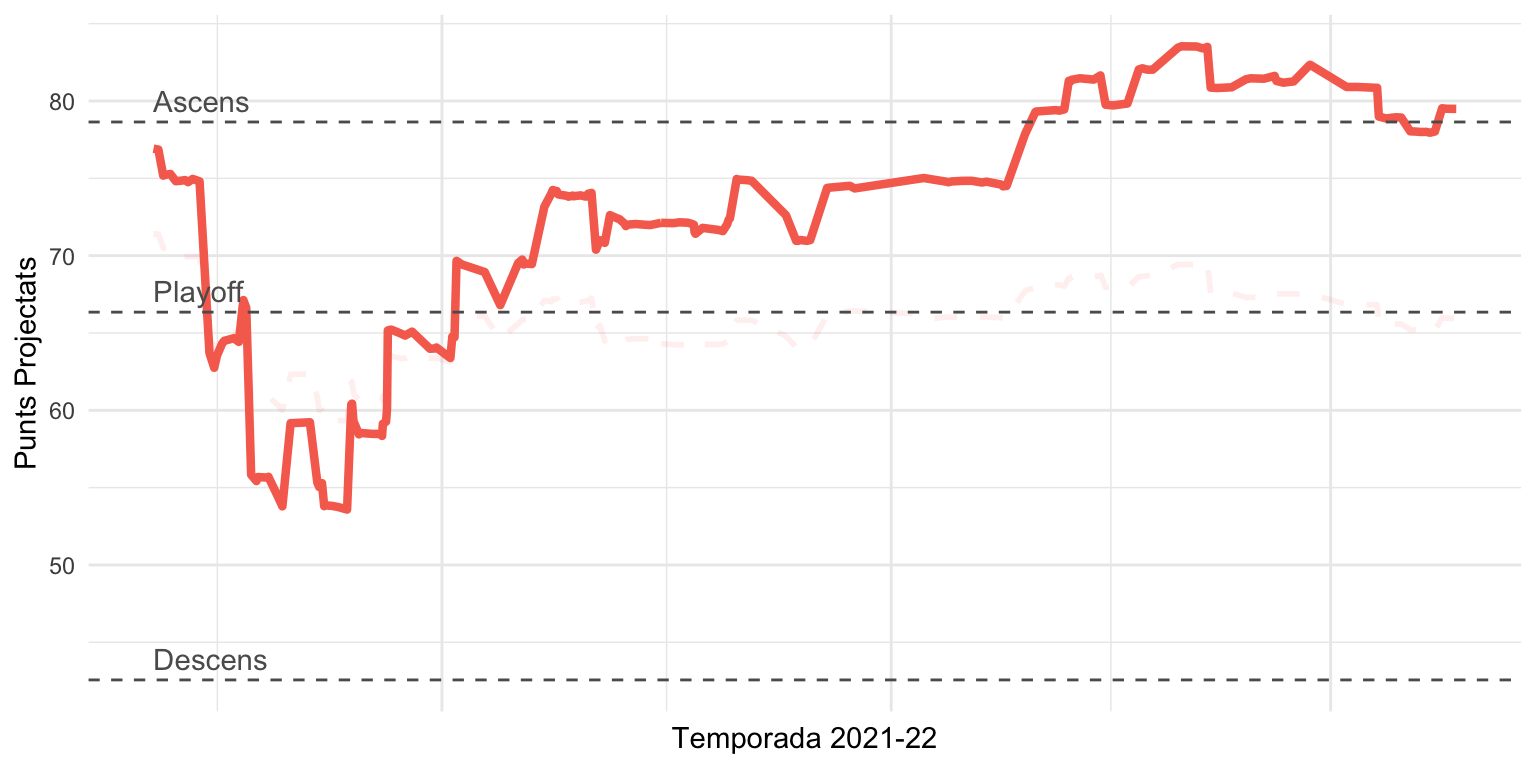 80
70
60
50
Punts Projectats
Ascens
Playoff
Descens
Temporada 2021-22